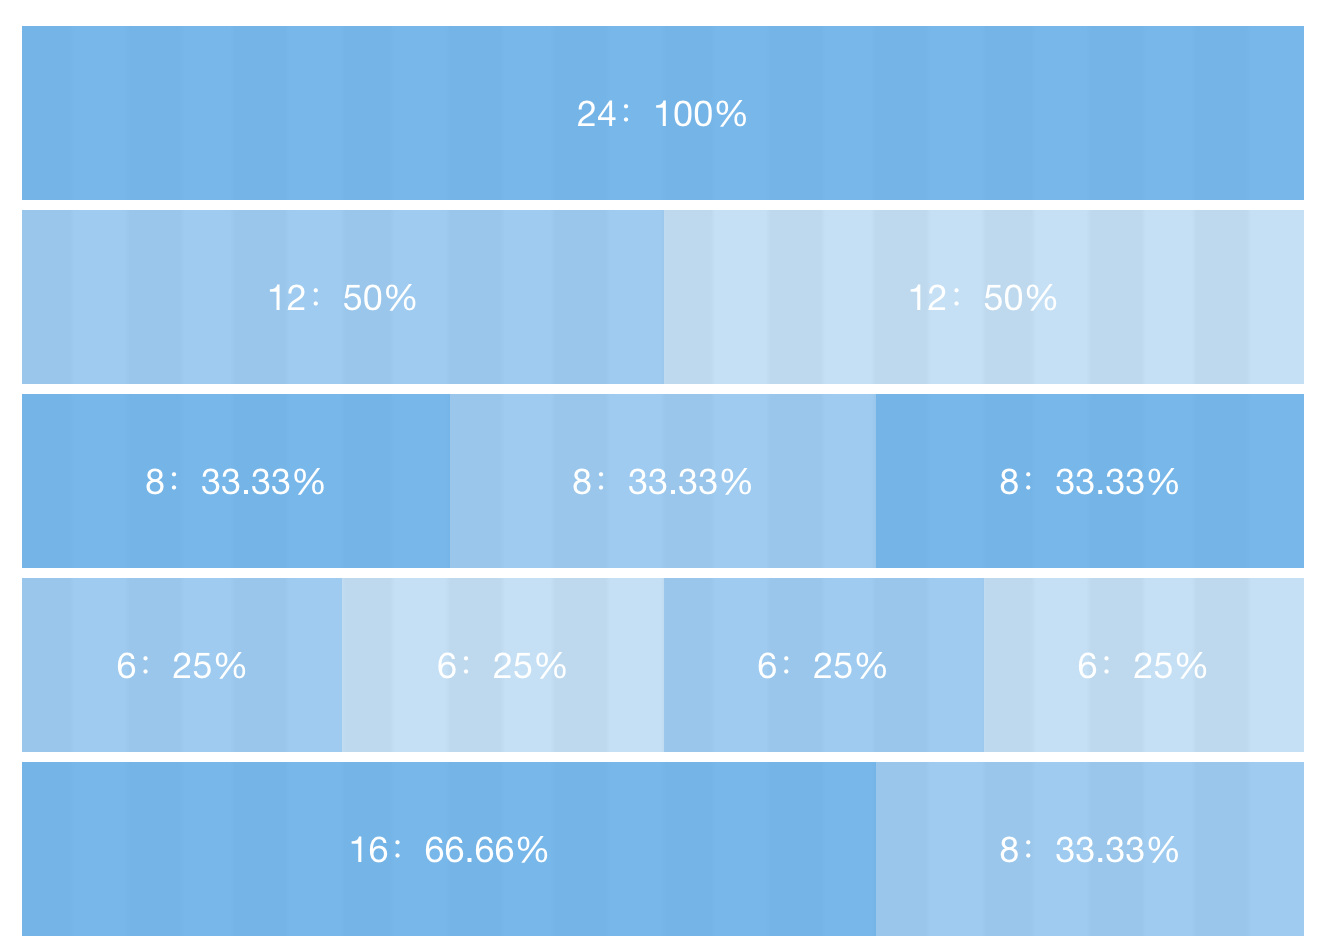 24： 100%
12： 50% 12： 50%
8： 33.33% 8： 33.33% 8： 33.33%
6： 25% 6： 25% 6： 25% 6： 25%
16： 66.66% 8： 33.33%